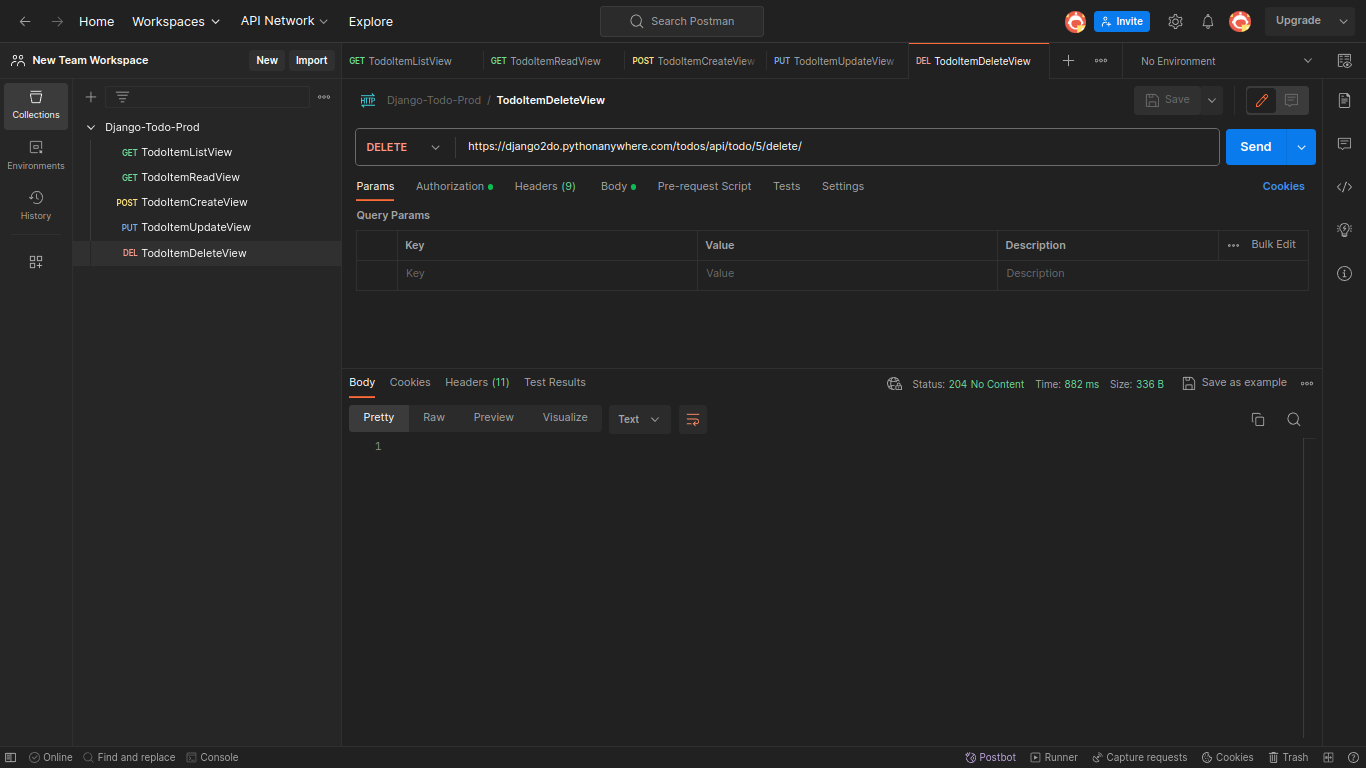 Home Workspaces API Network Explore Search Postman Invite Upgrade
New Team Workspace New Import GET TodoItemListView GET TodoItemReadView POST TodoItemCreateView PUT TodoItemUpdateView DEL TodoItemDeleteView No Environment
Collections
Environments
History
Django-Todo-Prod
GET TodoItemListView
GET TodoItemReadView
POST TodoItemCreateView
PUT TodoItemUpdateView
DEL TodoItemDeleteView
HTTP Django-Todo-Prod / TodoItemDeleteView Save
DELETE https://django2do.pythonanywhere.com/todos/api/todo/5/delete/ Send
Params Authorization Headers (9) Body Pre-request Script Tests Settings Cookies
Query Params
Key Value Description Bulk Edit
Key Value Description
Body Cookies Headers (11) Test Results Status: 204 No Content Time: 882 ms Size: 336 B Save as example
Pretty Raw Preview Visualize Text
1
Online Find and replace Console Postbot Runner Capture requests Cookies Trash